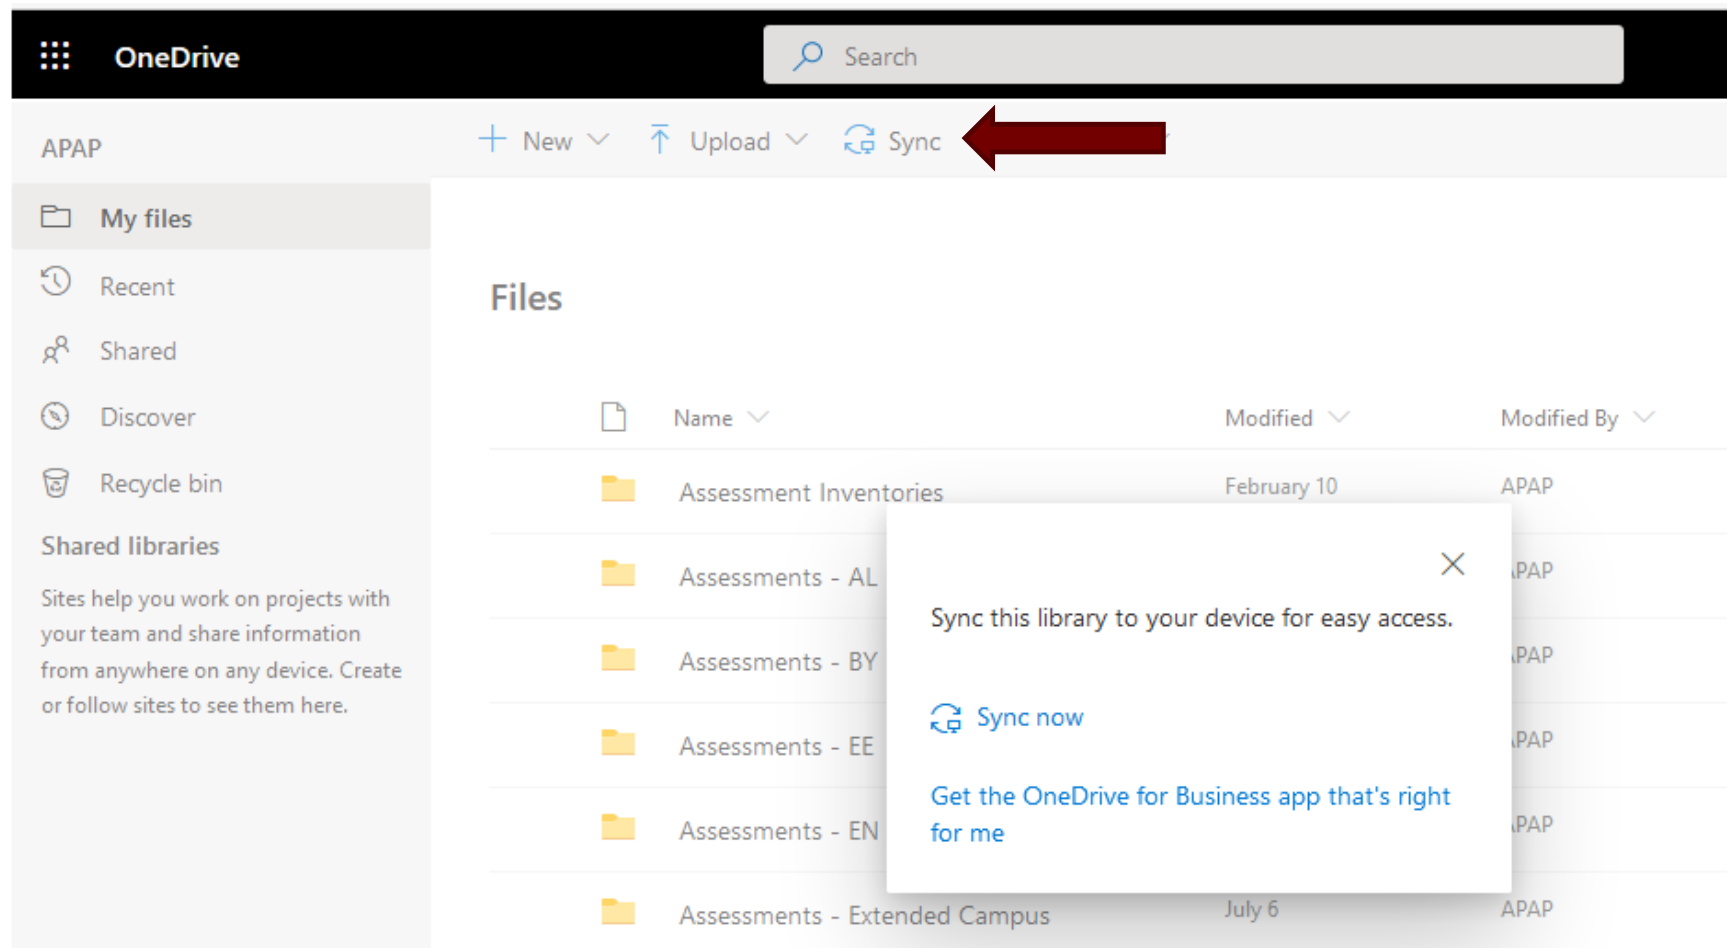 OneDrive
Search
APAP
New
Upload
Sync
My files
Recent
Shared
Discover
Recycle bin
Shared libraries
Sites help you work on projects with
your team and share information
from anywhere on any device. Create
or follow sites to see them here.
Files
Name
Modified
Modified By
Assessment Inventories
February 10
APAP
Assessments - AL
APAP
Assessments - BY
APAP
Assessments - EE
APAP
Assessments - EN
APAP
Assessments - Extended Campus
July 6
APAP
Sync this library to your device for easy access.
Sync now
Get the OneDrive for Business app that's right
for me